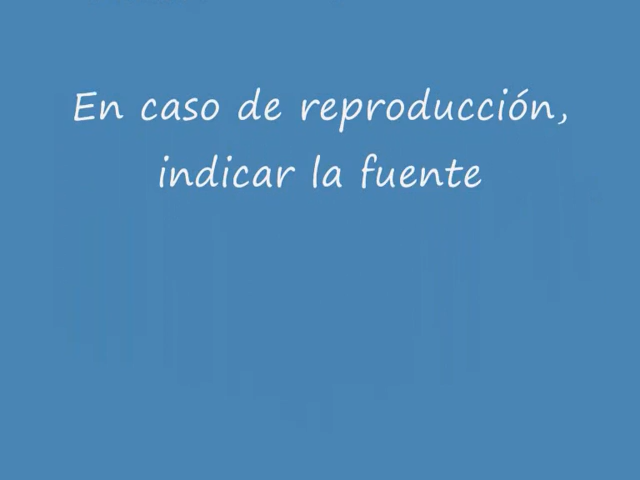 En caso de reproducción,
indicar la fuente